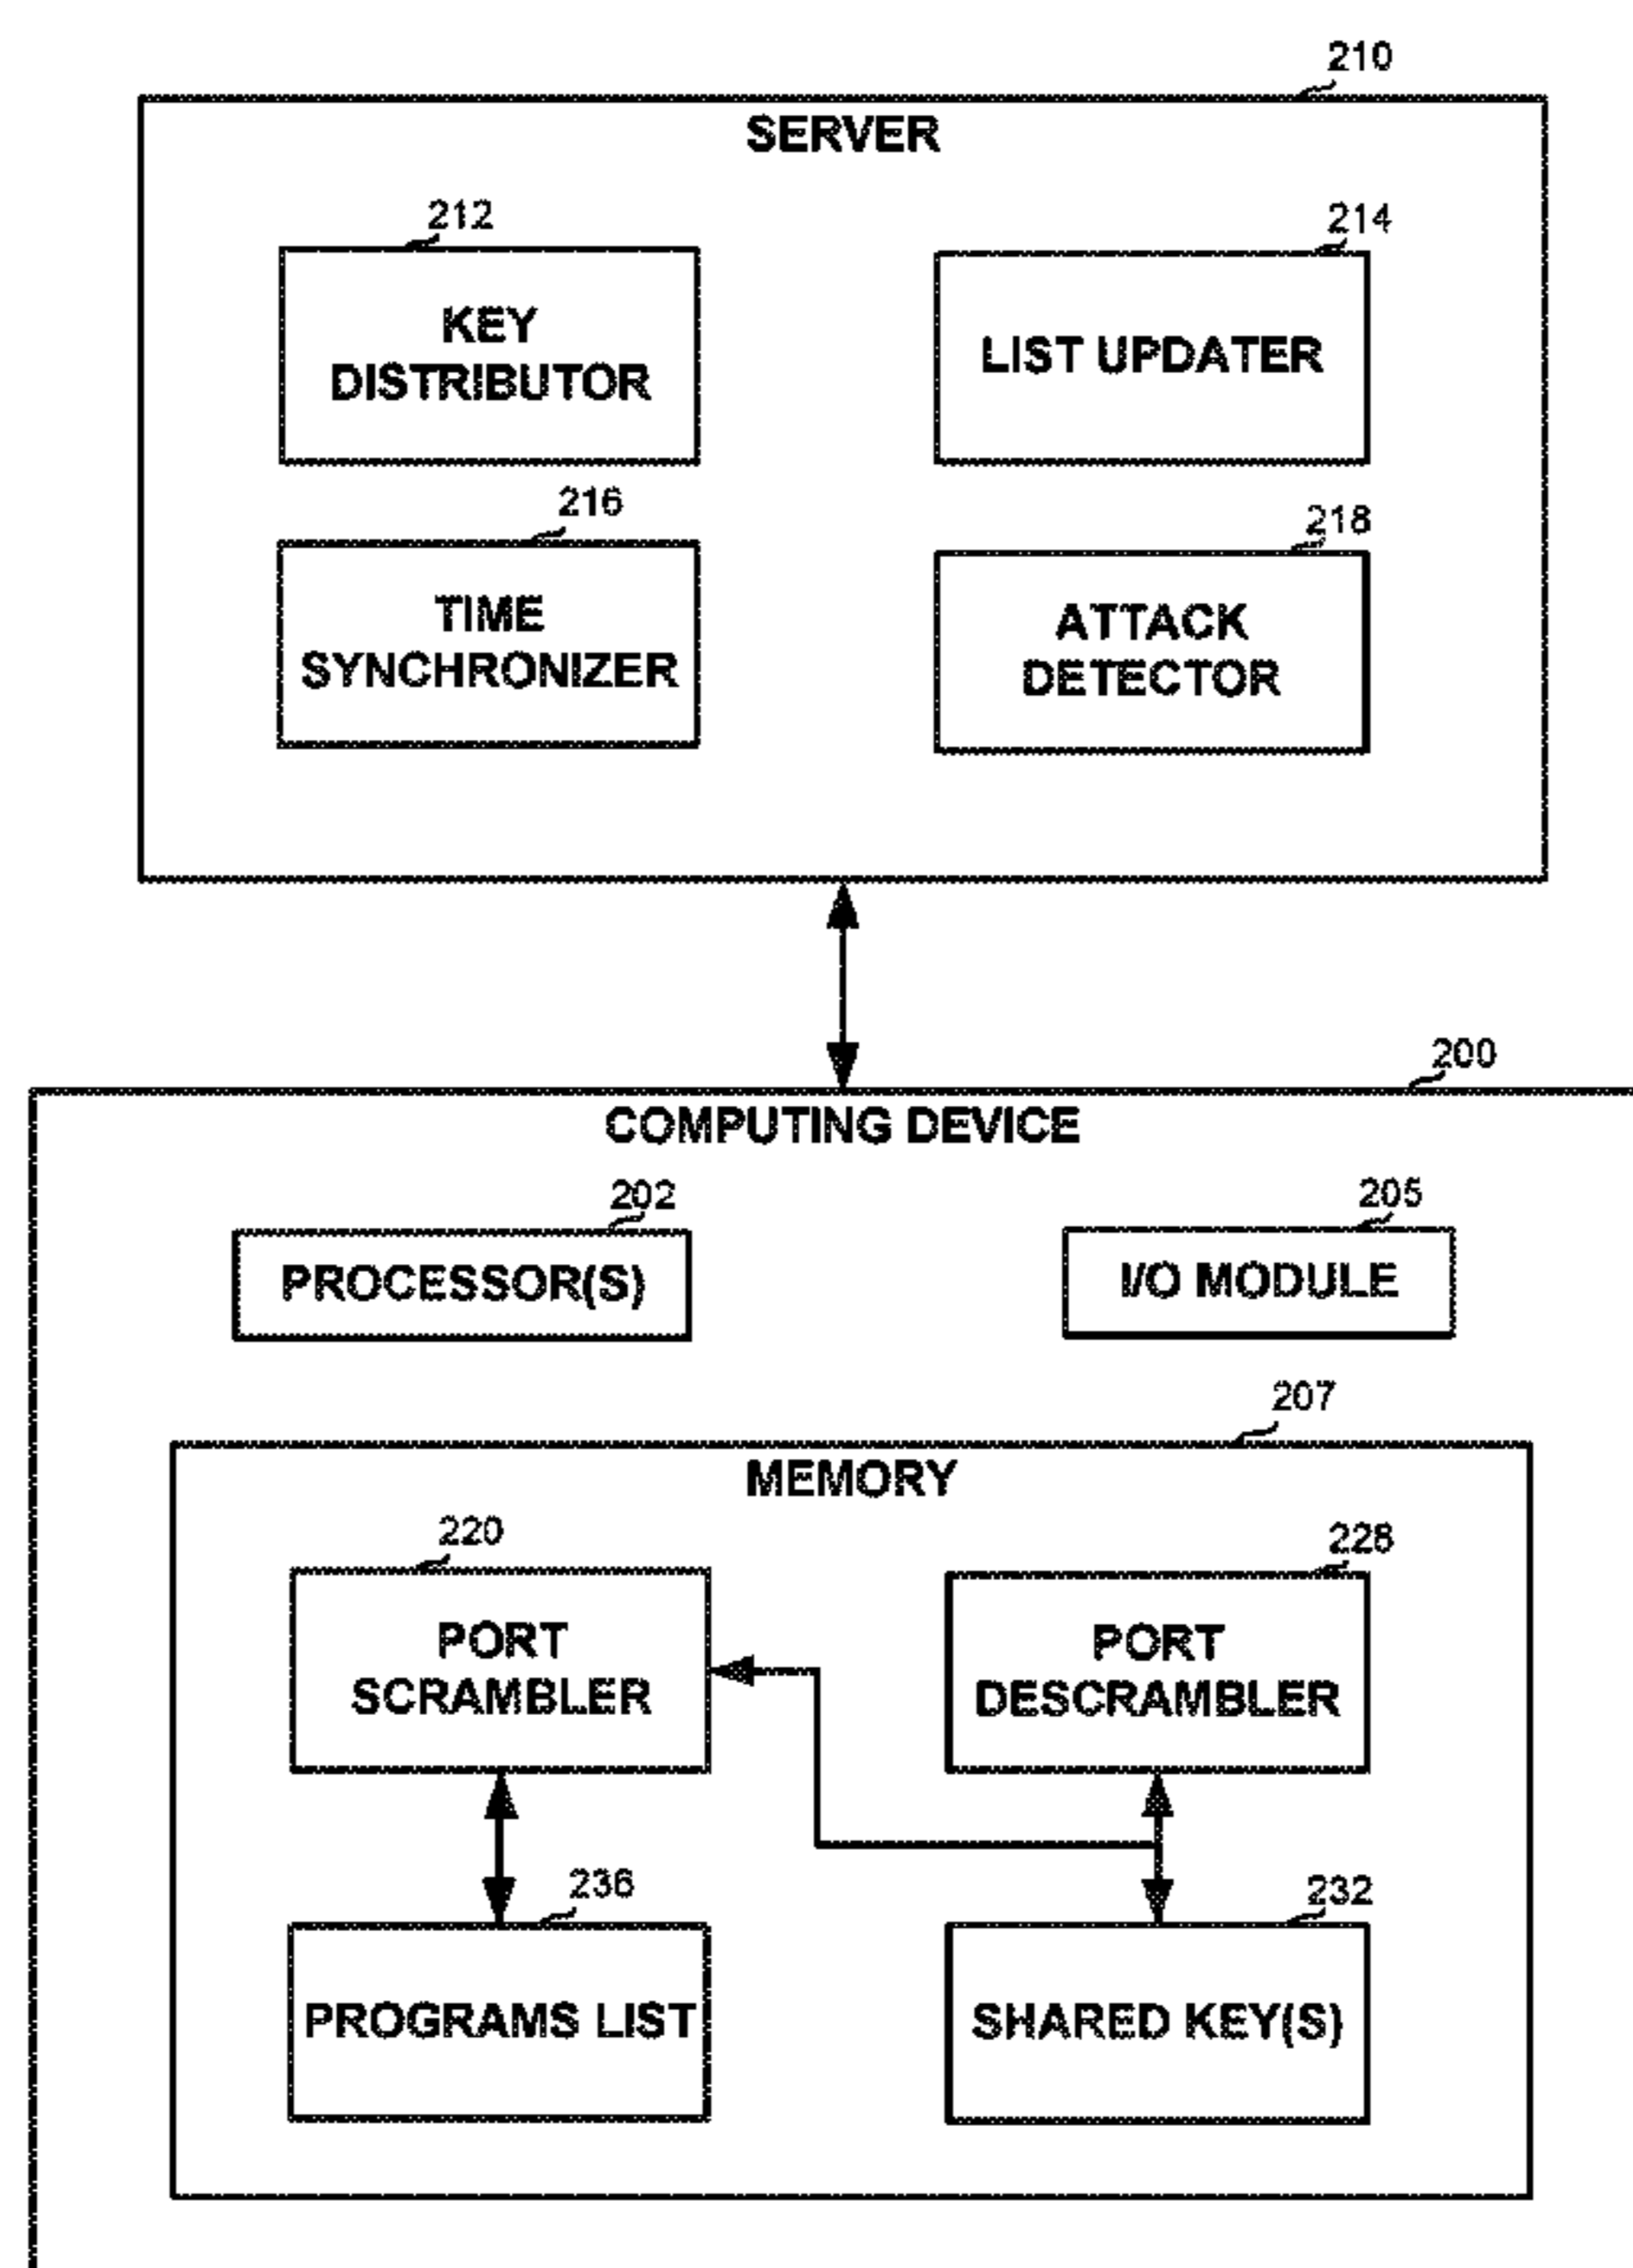 210
SERVER
212
214
KEY
DISTRIBUTOR
LIST UPDATER
216
218
TIME
SYNCHRONIZER
ATTACK
DETECTOR
200
COMPUTING DEVICE
202
205
PROCESSOR(S)
I/O MODULE
207
MEMORY
220
228
PORT
SCRAMBLER
PORT
DESCRAMBLER
236
232
PROGRAMS LIST
SHARED KEY(S)